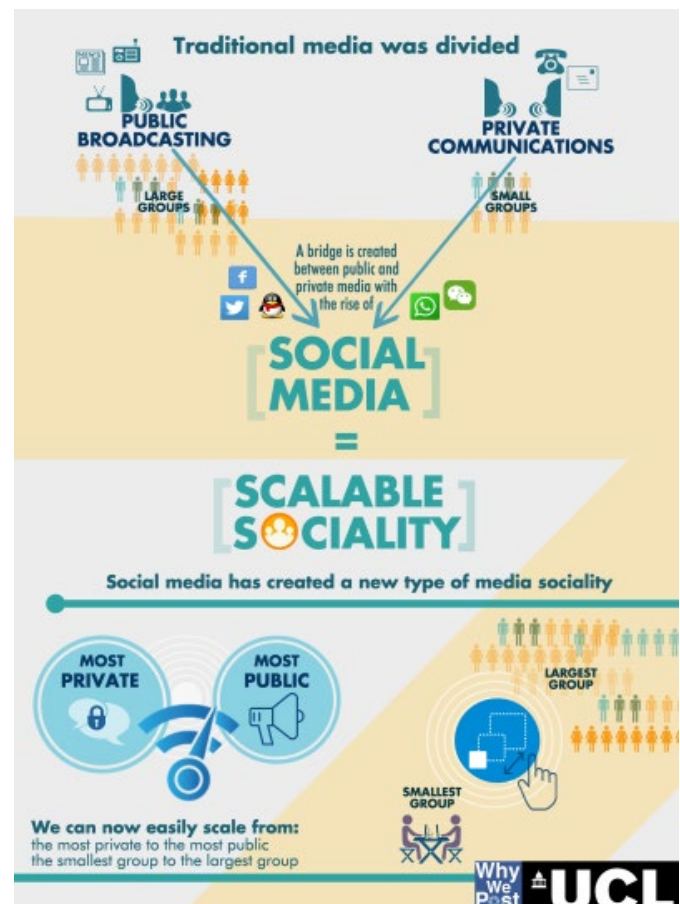 Traditional media was divided
NEWS
PUBLIC
BROADCASTING
PRIVATE
COMMUNICATIONS
LARGE
GROUPS
SMALL
GROUPS
A bridge is created
between public and
private media with
the rise of
[SOCIAL
MEDIA]
=
[SCALABLE
SOCIALITY]
Social media has created a new type of media sociality
MOST
PRIVATE
MOST
PUBLIC
LARGEST
GROUP
SMALLEST
GROUP
We can now easily scale from:
the most private to the most public
the smallest group to the largest group
Why
We
Post
UCL